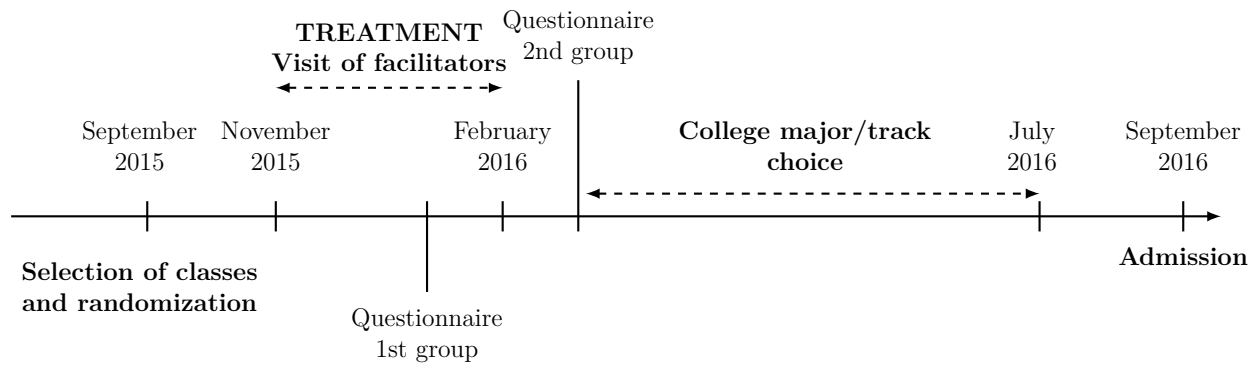 TREATMENT
Visit of facilitators
Questionnaire
2nd group
September
2015
November
2015
February
2016
College major/track
choice
July
2016
September
2016
Selection of classes
and randomization
Questionnaire
1st group
Admission